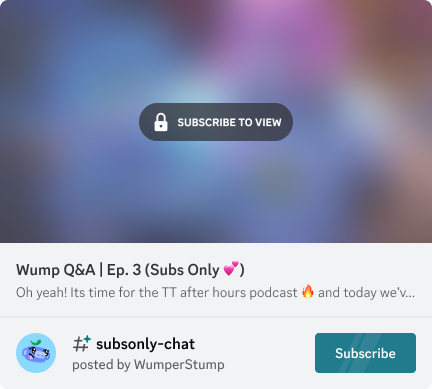 SUBSCRIBE TO VIEW
Wump Q&A | Ep. 3 (Subs Only 💕)
Oh yeah! Its time for the TT after hours podcast 🔥 and today we'v...
subsonly-chat
posted by WumperStump
Subscribe